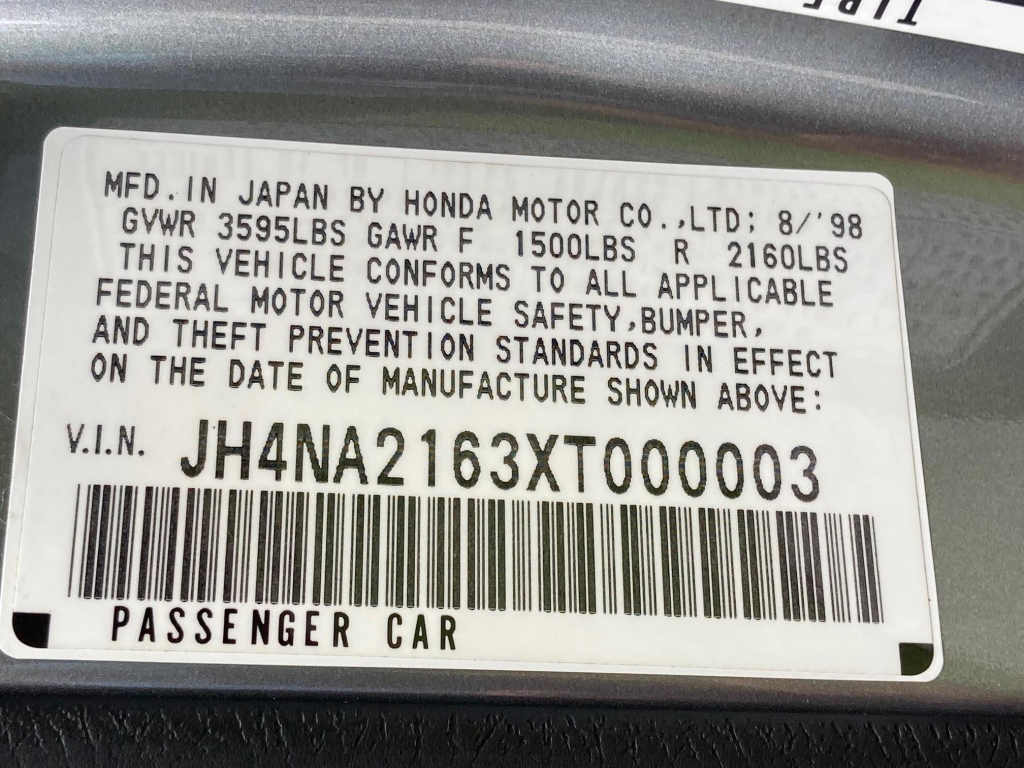 TIRE
MFD.IN JAPAN BY HONDA MOTOR CO.,LTD; 8/'98
GVWR 3595LBS GAWR F 1500LBS R 2160LBS
THIS VEHICLE CONFORMS TO ALL APPLICABLE
FEDERAL MOTOR VEHICLE SAFETY,BUMPER,
AND THEFT PREVENTION STANDARDS IN EFFECT
ON THE DATE OF MANUFACTURE SHOWN ABOVE:
V.I.N. JH4NA2163XT000003
PASSENGER CAR